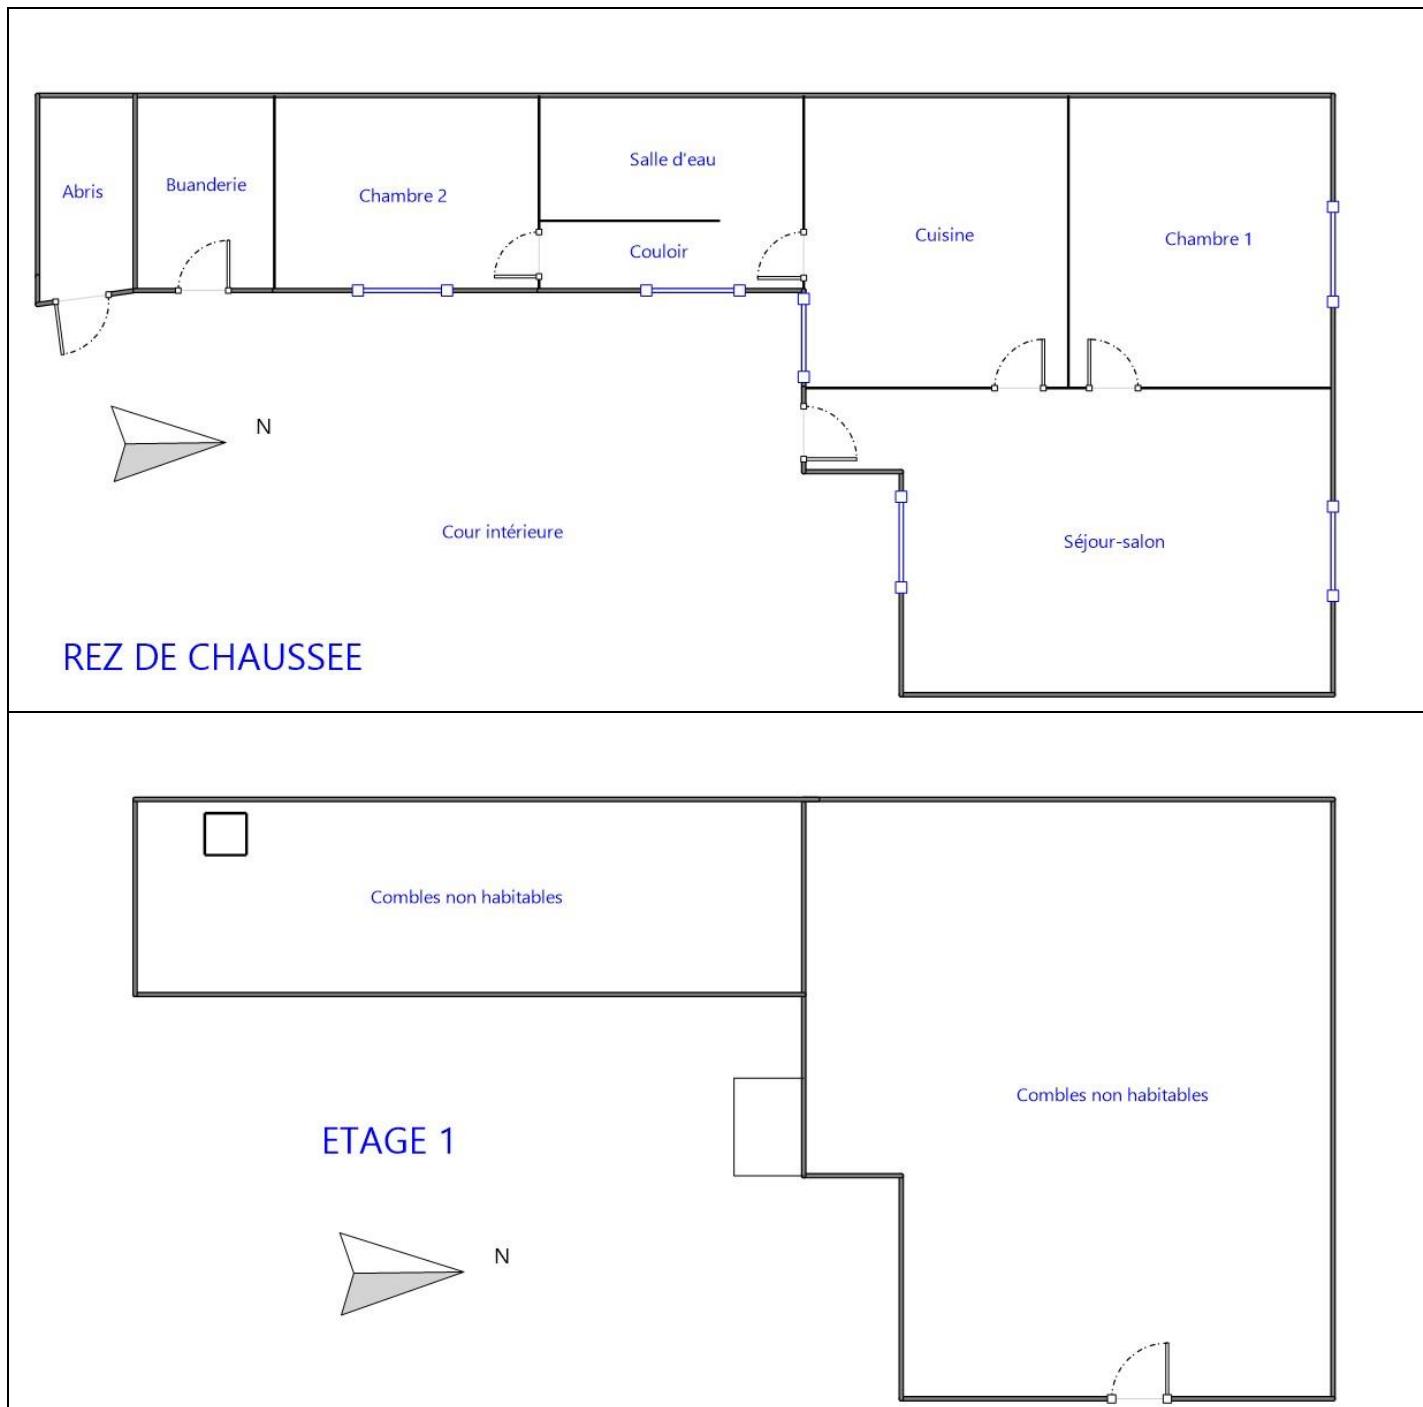 Abris
Buanderie
Chambre 2
Salle d'eau
Couloir
Cuisine
Chambre 1
N
Cour intérieure
Séjour-salon
REZ DE CHAUSSEE
Combles non habitables
Combles non habitables
ETAGE 1
N